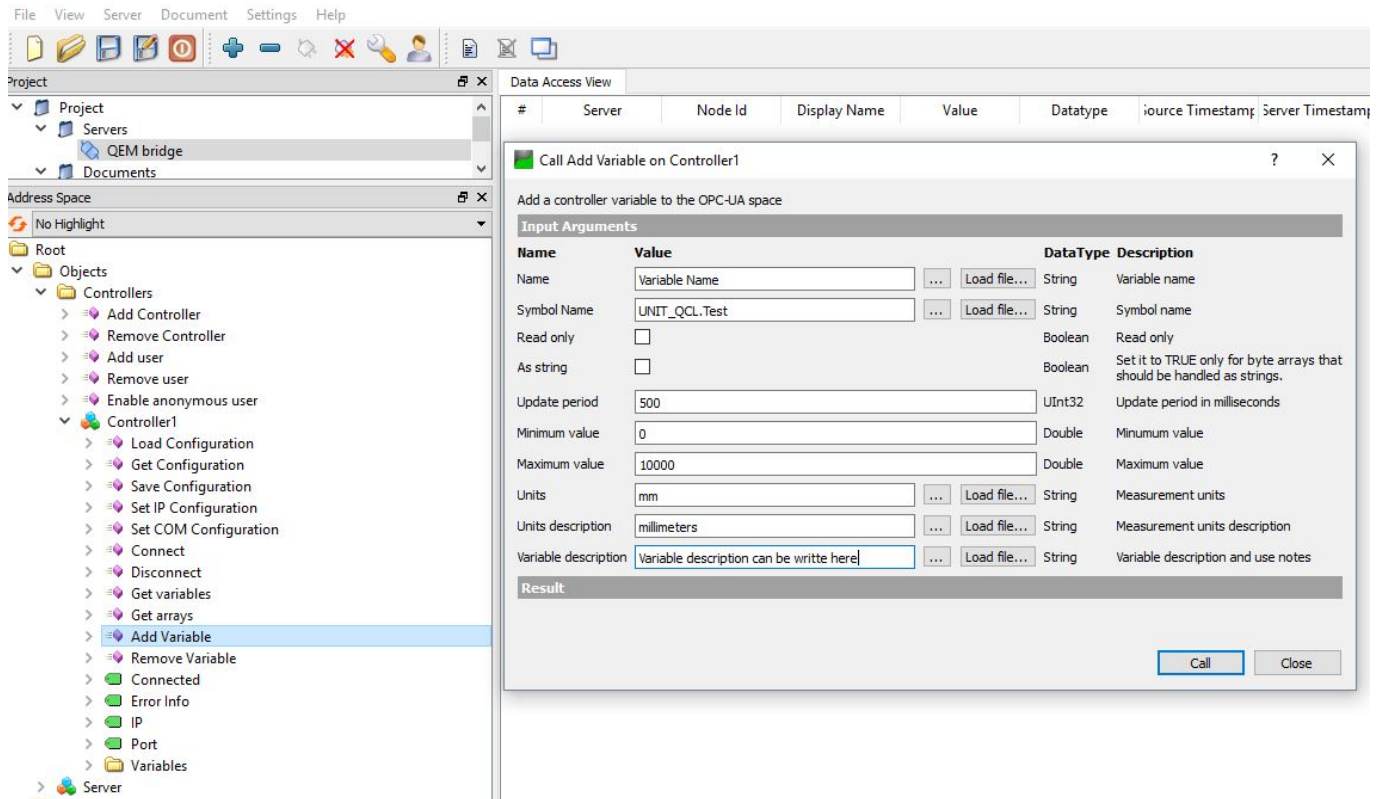 File View Server Document Settings Help
Project
Project
Servers
QEM bridge
Documents
Address Space
No Highlight
Root
Objects
Controllers
Add Controller
Remove Controller
Add user
Remove user
Enable anonymous user
Controller1
Load Configuration
Get Configuration
Save Configuration
Set IP Configuration
Set COM Configuration
Connect
Disconnect
Get variables
Get arrays
Add Variable
Remove Variable
Connected
Error Info
IP
Port
Variables
Server
Data Access View
# Server Node Id Display Name Value Datatype Source Timestamp Server Timestamp
Call Add Variable on Controller1 ? X
Add a controller variable to the OPC-UA space
Input Arguments
Name Value DataType Description
Name Variable Name ... Load file... String Variable name
Symbol Name UNIT_QCL.Test ... Load file... String Symbol name
Read only Boolean Read only
As string Boolean Set it to TRUE only for byte arrays that
should be handled as strings.
Update period 500 UInt32 Update period in milliseconds
Minimum value 0 Double Minumum value
Maximum value 10000 Double Maximum value
Units mm ... Load file... String Measurement units
Units description millimeters ... Load file... String Measurement units description
Variable description Variable description can be writte here ... Load file... String Variable description and use notes
Result
Call Close